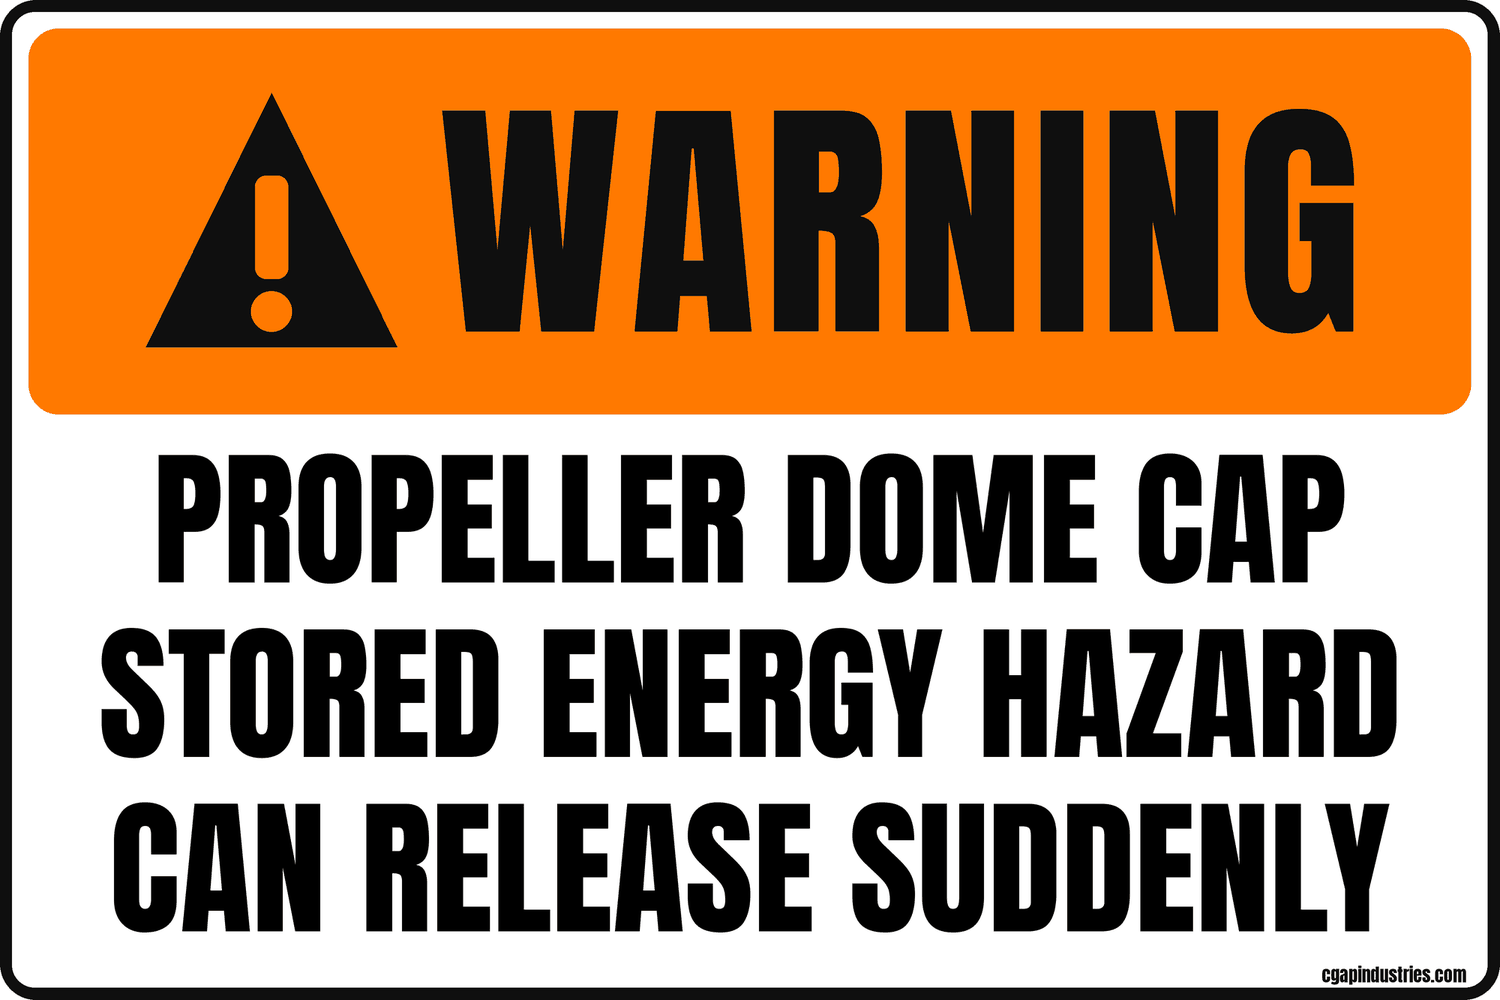 WARNING
PROPELLER DOME CAP
STORED ENERGY HAZARD
CAN RELEASE SUDDENLY
cgapindustries.com